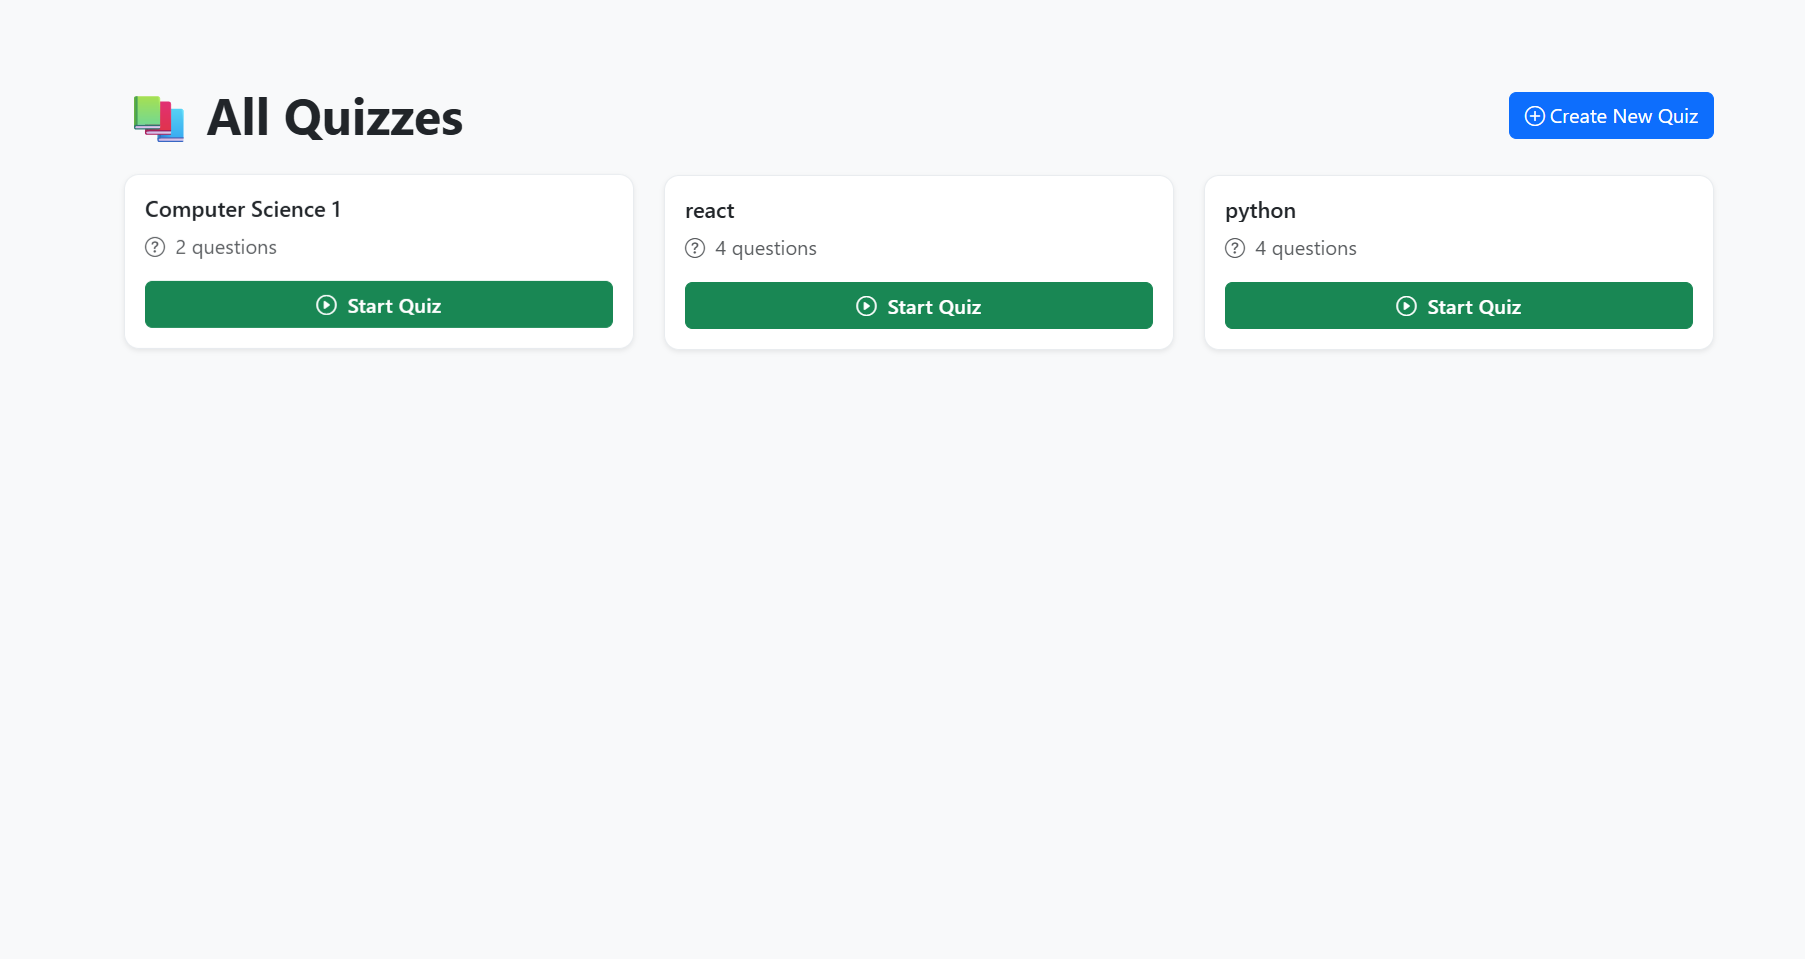 All Quizzes
Create New Quiz
Computer Science 1
2 questions
Start Quiz
react
4 questions
Start Quiz
python
4 questions
Start Quiz